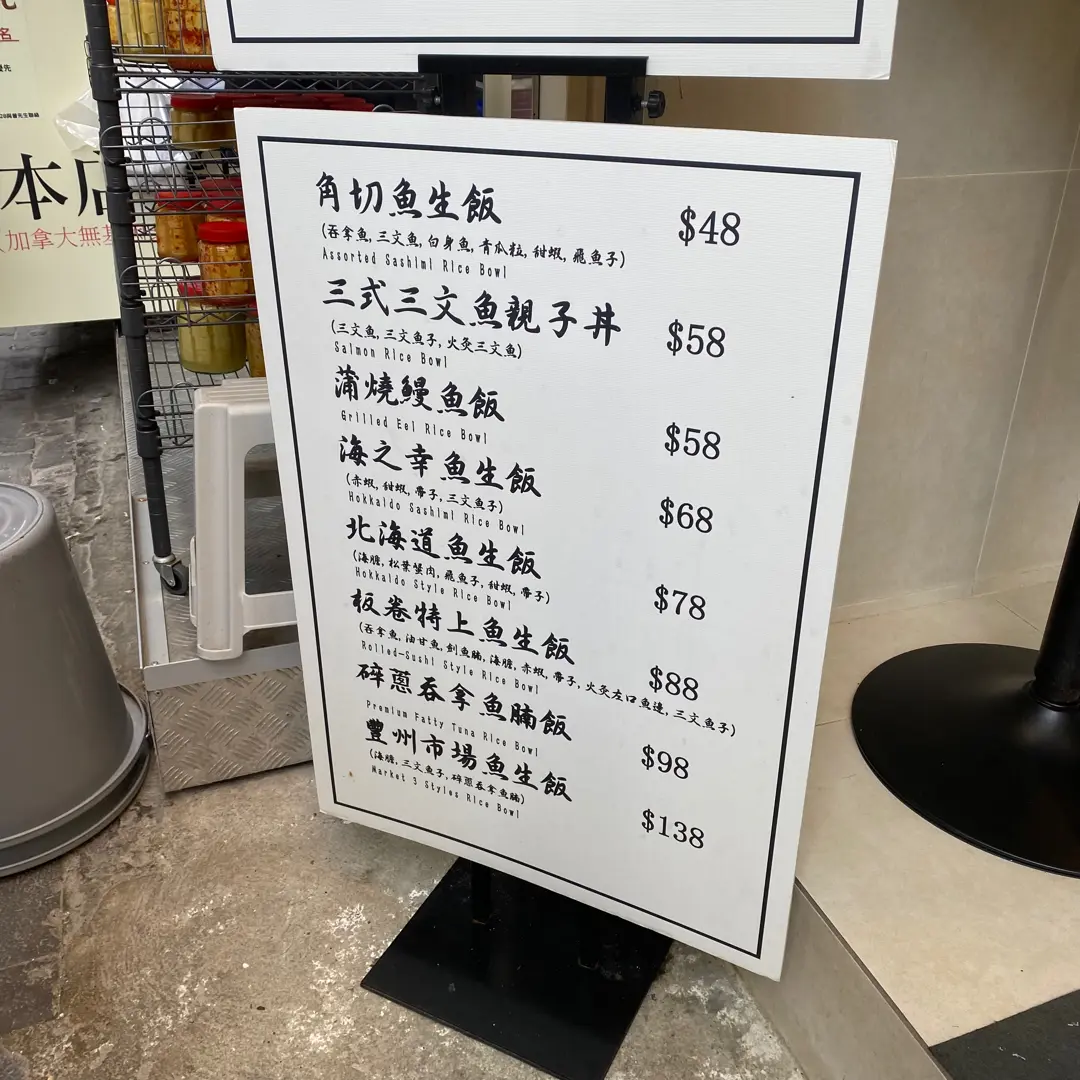 本店
加拿大無
角切魚生飯 $48
(吞拿魚, 三文魚, 白身魚, 青瓜粒, 甜蝦, 飛魚子)
Assorted Sashimi Rice Bowl
三式三文魚親子丼 $58
(三文魚, 三文魚子, 火炙三文魚)
Salmon Rice Bowl
蒲燒鰻魚飯 $58
Grilled Eel Rice Bowl
海之幸魚生飯 $68
(赤蝦, 甜蝦, 帶子, 三文魚子)
Hokkaido Sashimi Rice Bowl
北海道魚生飯 $78
(海膽, 松葉蟹肉, 飛魚子, 甜蝦, 帶子)
Hokkaido Style Rice Bowl
板卷特上魚生飯 $88
(吞拿魚, 油甘魚, 劍魚腩, 海膽, 赤蝦, 帶子, 火炙左口魚邊, 三文魚子)
Rolled-Sushi Style Rice Bowl
碎蔥吞拿魚腩飯 $98
Premium Fatty Tuna Rice Bowl
豐州市場魚生飯 $138
(海膽, 三文魚子, 碎蔥吞拿魚腩)
Market 3 Styles Rice Bowl